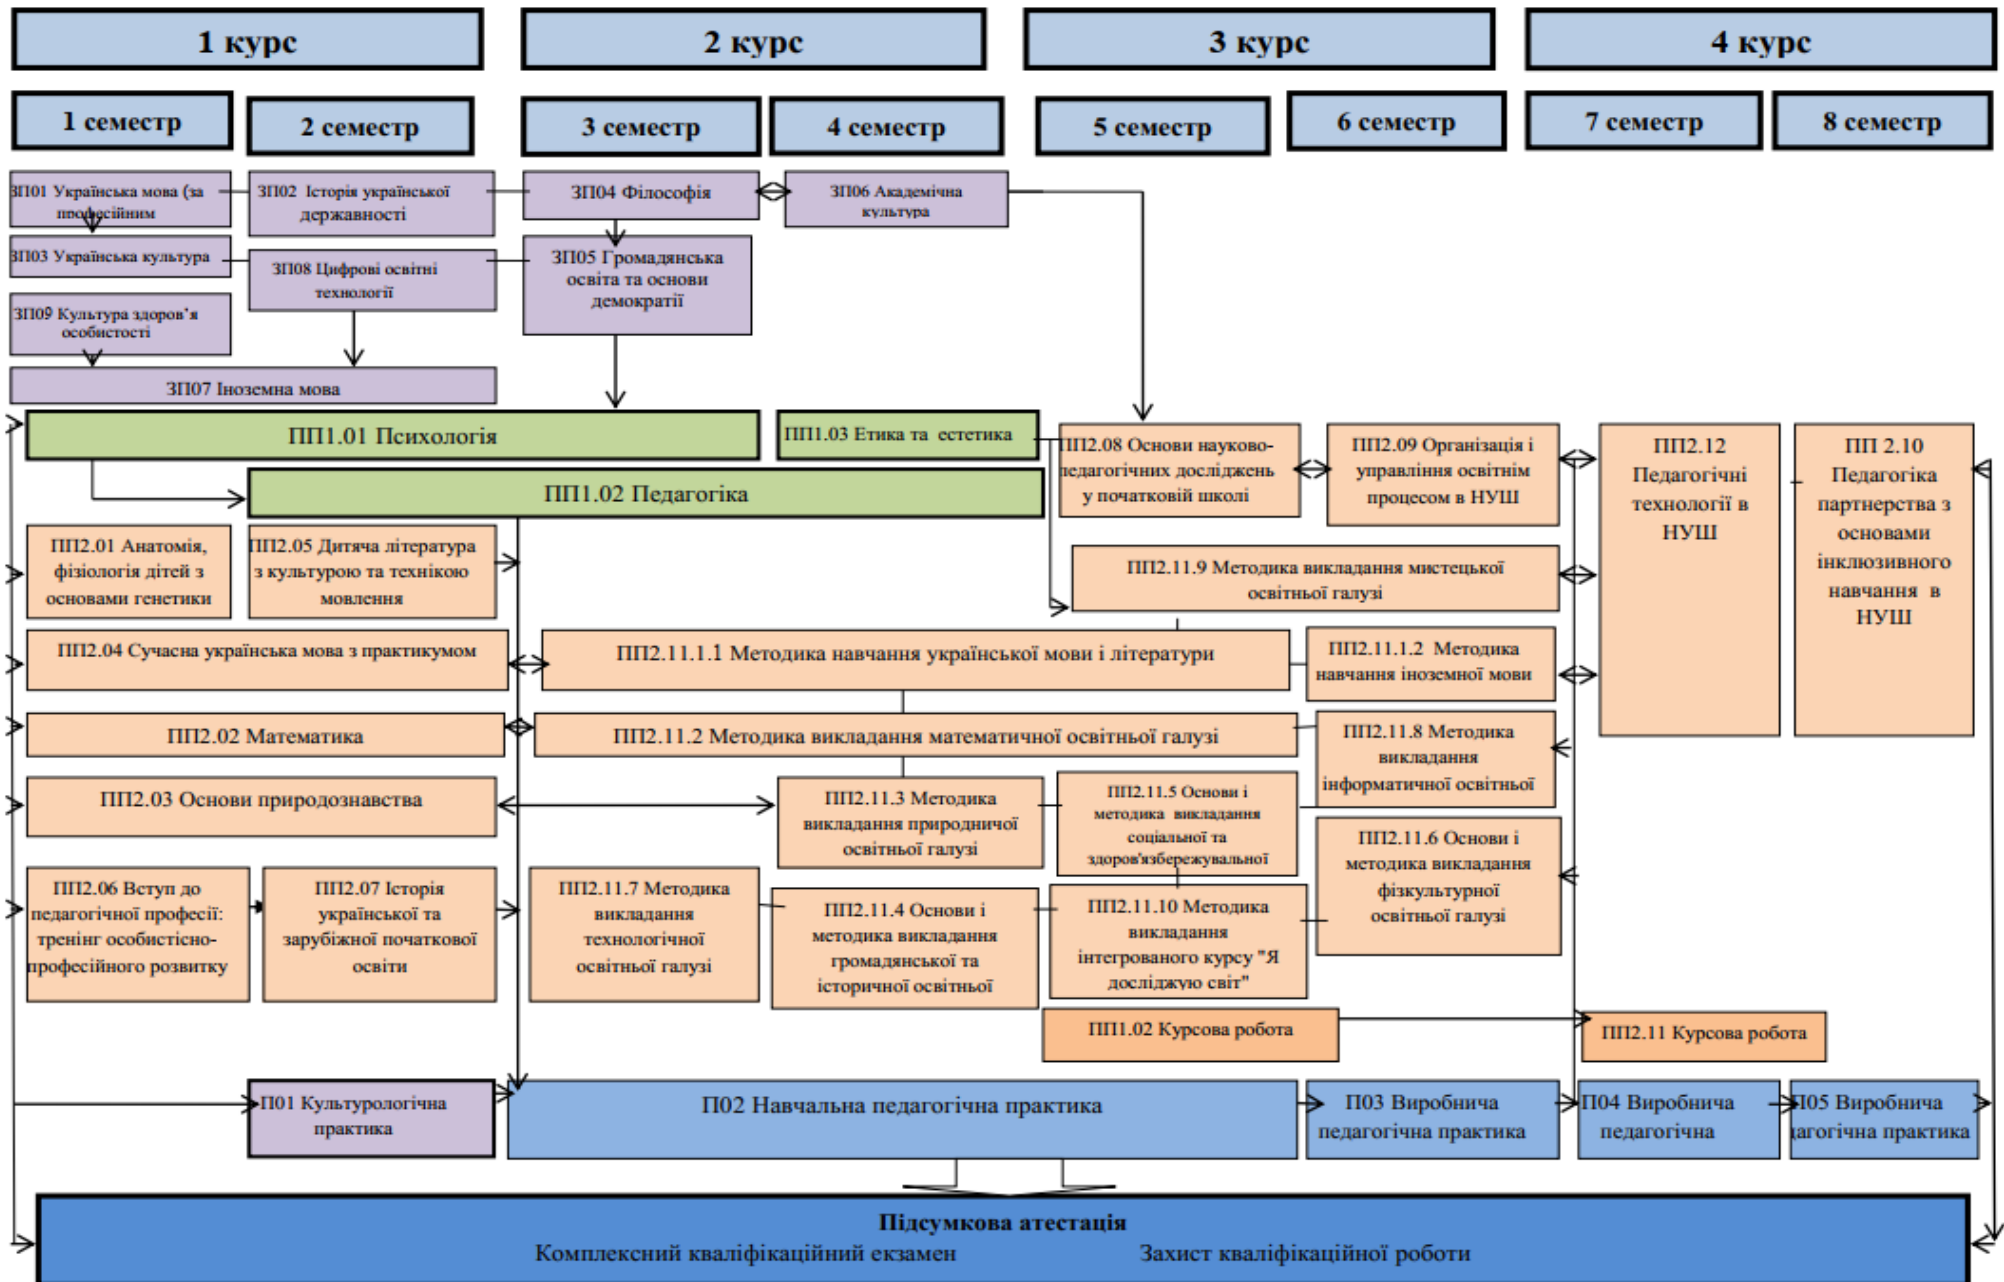 1 курс
2 курс
3 курс
4 курс
1 семестр
2 семестр
3 семестр
4 семестр
5 семестр
6 семестр
7 семестр
8 семестр
ЗП01 Українська мова (за
професійним
ЗП02 Історія української
державності
ЗП04 Філософія
ЗП06 Академічна
культура
ЗП03 Українська культура
ЗП08 Цифрові освітні
технології
ЗП05 Громадянська
освіта та основи
демократії
ЗП09 Культура здоров'я
особистості
ЗП07 Іноземна мова
ПП1.01 Психологія
ПП1.03 Етика та естетика
ПП1.02 Педагогіка
ПП2.08 Основи науково-
педагогічних досліджень
у початковій школі
ПП2.09 Організація і
управління освітнім
процесом в НУШ
ПП2.12
Педагогічні
технології в
НУШ
ПП 2.10
Педагогіка
партнерства з
основами
інклюзивного
навчання в
НУШ
ПП2.01 Анатомія,
фізіологія дітей з
основами генетики
ПП2.05 Дитяча література
з культурою та технікою
мовлення
ПП2.11.9 Методика викладання мистецької
освітньої галузі
ПП2.04 Сучасна українська мова з практикумом
ПП2.11.1.1 Методика навчання української мови і літератури
ПП2.11.1.2 Методика
навчання іноземної мови
ПП2.02 Математика
ПП2.11.2 Методика викладання математичної освітньої галузі
ПП2.11.8 Методика
викладання
інформатичної освітньої
ПП2.03 Основи природознавства
ПП2.11.3 Методика
викладання природничої
освітньої галузі
ПП2.11.5 Основи і
методика викладання
соціальної та
здоров'язбережувальної
ПП2.11.6 Основи і
методика викладання
фізкультурної
освітньої галузі
ПП2.06 Вступ до
педагогічної професії:
тренінг особистісно-
професійного розвитку
ПП2.07 Історія
української та
зарубіжної початкової
освіти
ПП2.11.7 Методика
викладання
технологічної
освітньої галузі
ПП2.11.4 Основи і
методика викладання
громадянської та
історичної освітньої
ПП2.11.10 Методика
викладання
інтегрованого курсу "Я
досліджую світ"
ПП1.02 Курсова робота
ПП2.11 Курсова робота
П01 Культурологічна
практика
П02 Навчальна педагогічна практика
П03 Виробнича
педагогічна практика
П04 Виробнича
педагогічна
П05 Виробнича
дагогічна практика
Підсумкова атестація
Комплексний кваліфікаційний екзамен Захист кваліфікаційної роботи